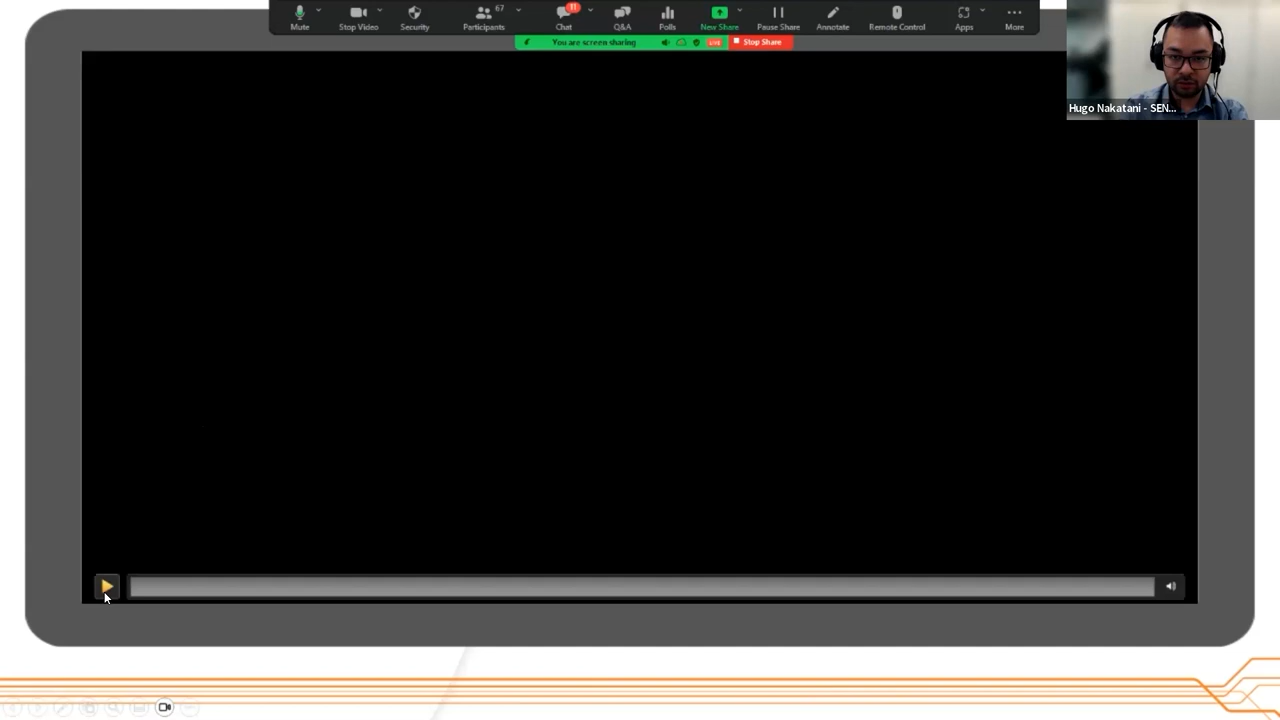 67
11
Mute
Stop Video
Security
Participants
Chat
Q&A
Polls
New Share
Pause Share
Annotate
Remote Control
Apps
More
You are screen sharing
LIVE
Stop Share
Hugo Nakatani - SEN...